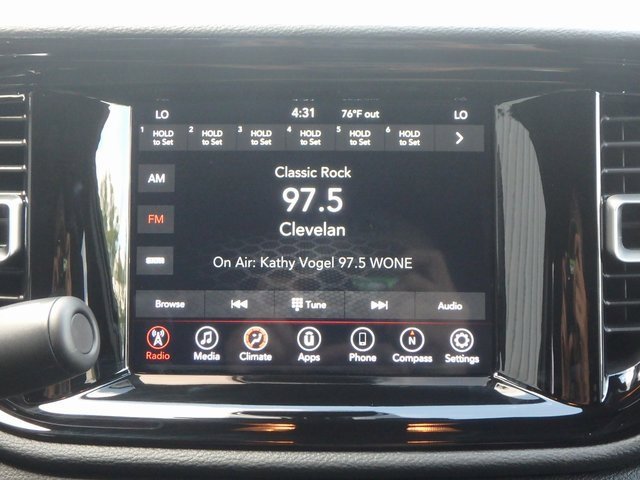 LO 4:31 76°F out LO
1 HOLD to Set 2 HOLD to Set 3 HOLD to Set 4 HOLD to Set 5 HOLD to Set 6 HOLD to Set
AM
Classic Rock
FM
97.5
Clevelan
On Air: Kathy Vogel 97.5 WONE
Browse Tune Audio
Radio Media Climate Apps Phone Compass Settings